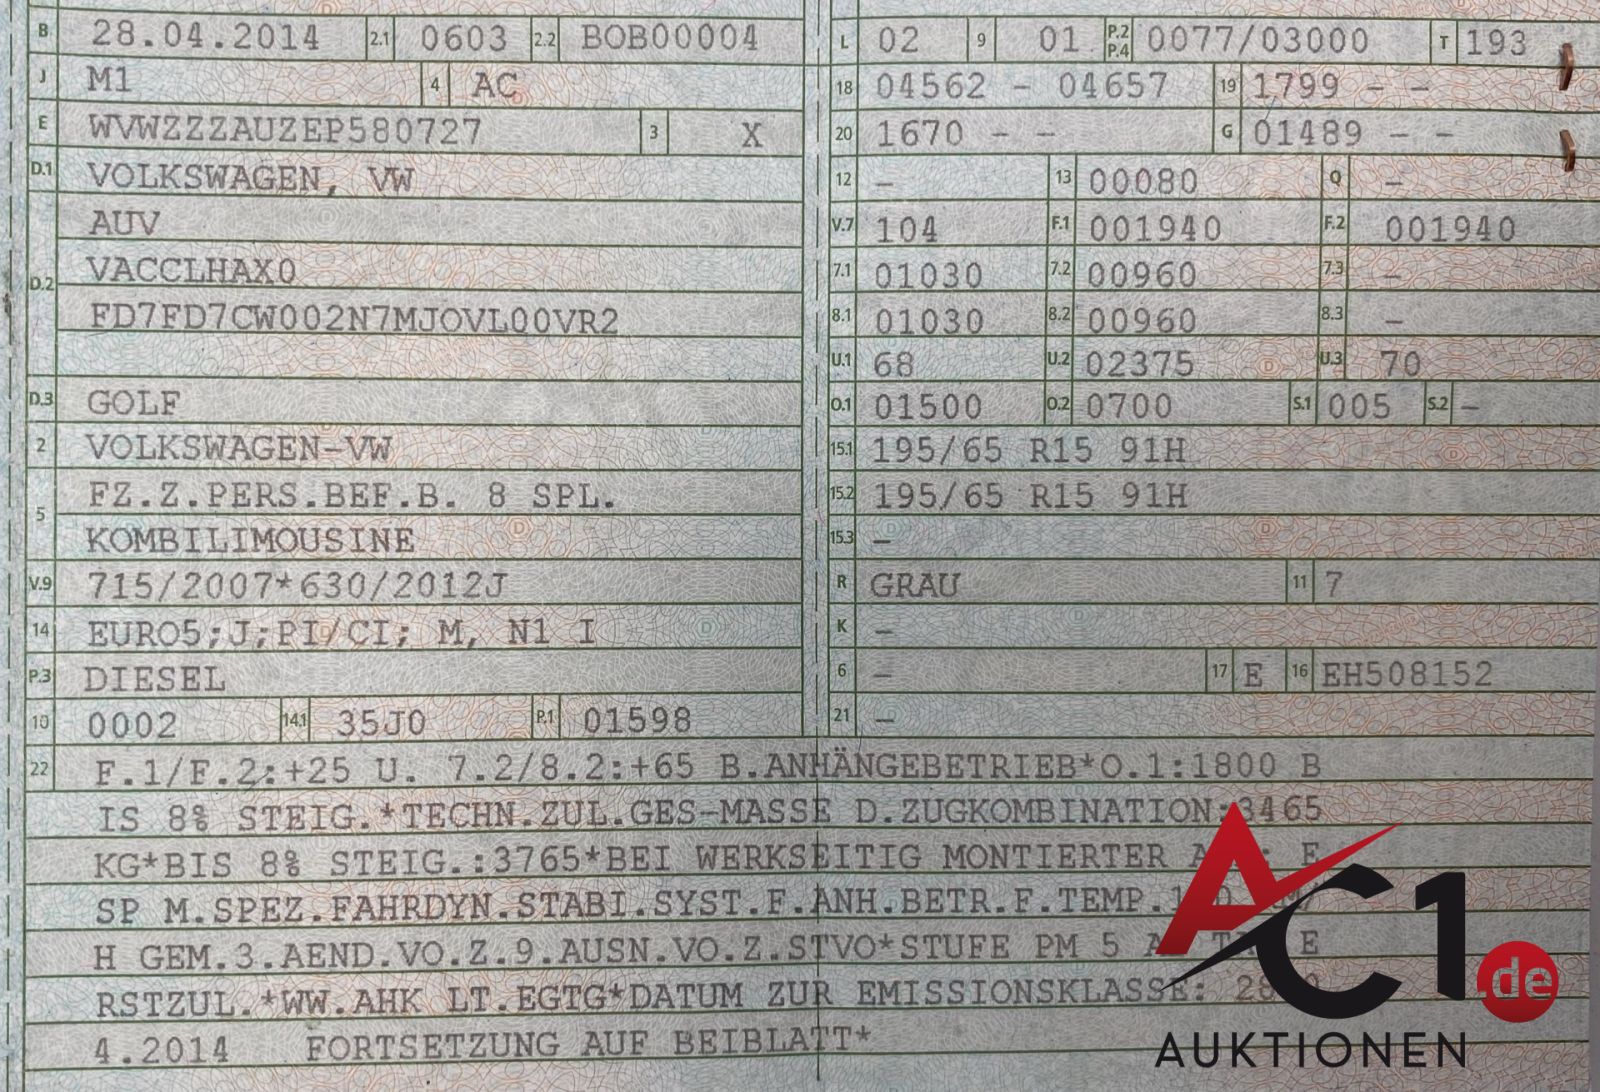 B 28.04.2014 2.1 0603 2.2 BOB00004
J M1 4 AC
E WVWZZZAUZEP580727 3 X
D.1 VOLKSWAGEN, VW
AUV
D.2 VACCLHAX0
FD7FD7CW002N7MJOVL00VR2
D.3 GOLF
2 VOLKSWAGEN-VW
5 FZ.Z.PERS.BEF.B. 8 SPL.
KOMBILIMOUSINE
V.9 715/2007*630/2012J
14 EURO5;J;PI/CI; M, N1 I
P.3 DIESEL
10 0002 14.1 35J0 P.1 01598
L 02 9 01 P.2 P.4 0077/03000 T 193
18 04562 - 04657 19 1799 - -
20 1670 - - G 01489 - -
12 - 13 00080 Q -
V.7 104 F.1 001940 F.2 001940
7.1 01030 7.2 00960 7.3 -
8.1 01030 8.2 00960 8.3 -
U.1 68 U.2 02375 U.3 70
O.1 01500 O.2 0700 S.1 005 S.2 -
15.1 195/65 R15 91H
15.2 195/65 R15 91H
15.3 -
R GRAU 11 7
K -
6 - 17 E 16 EH508152
21 -
22 F.1/F.2:+25 U. 7.2/8.2:+65 B.ANHÄNGEBETRIEB*O.1:1800 B
IS 8% STEIG.*TECHN.ZUL.GES-MASSE D.ZUGKOMBINATION:3465
KG*BIS 8% STEIG.:3765*BEI WERKSEITIG MONTIERTER E
SP M.SPEZ.FAHRDYN.STABI.SYST.F.ANH.BETR.F.TEMP.
H GEM.3.AEND.VO.Z.9.AUSN.VO.Z.STVO*STUFE PM 5 E
RSTZUL.*WW.AHK LT.EGTG*DATUM ZUR EMISSIONSKLASSE:
4.2014 FORTSETZUNG AUF BEIBLATT*
AC1.de
AUKTIONEN